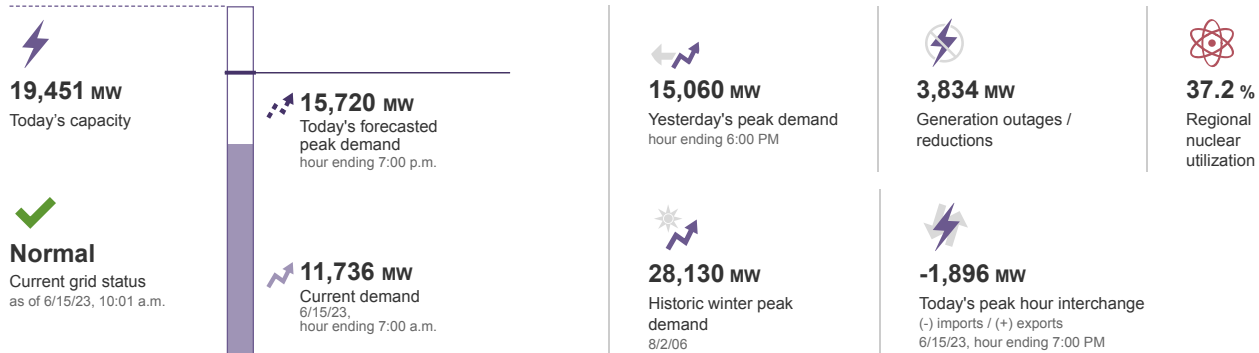 19,451 MW
Today's capacity
Normal
Current grid status
as of 6/15/23, 10:01 a.m.
15,720 MW
Today's forecasted
peak demand
hour ending 7:00 p.m.
11,736 MW
Current demand
6/15/23,
hour ending 7:00 a.m.
15,060 MW
Yesterday's peak demand
hour ending 6:00 PM
3,834 MW
Generation outages /
reductions
37.2 %
Regional
nuclear
utilization
28,130 MW
Historic winter peak
demand
8/2/06
-1,896 MW
Today's peak hour interchange
(-) imports / (+) exports
6/15/23, hour ending 7:00 PM